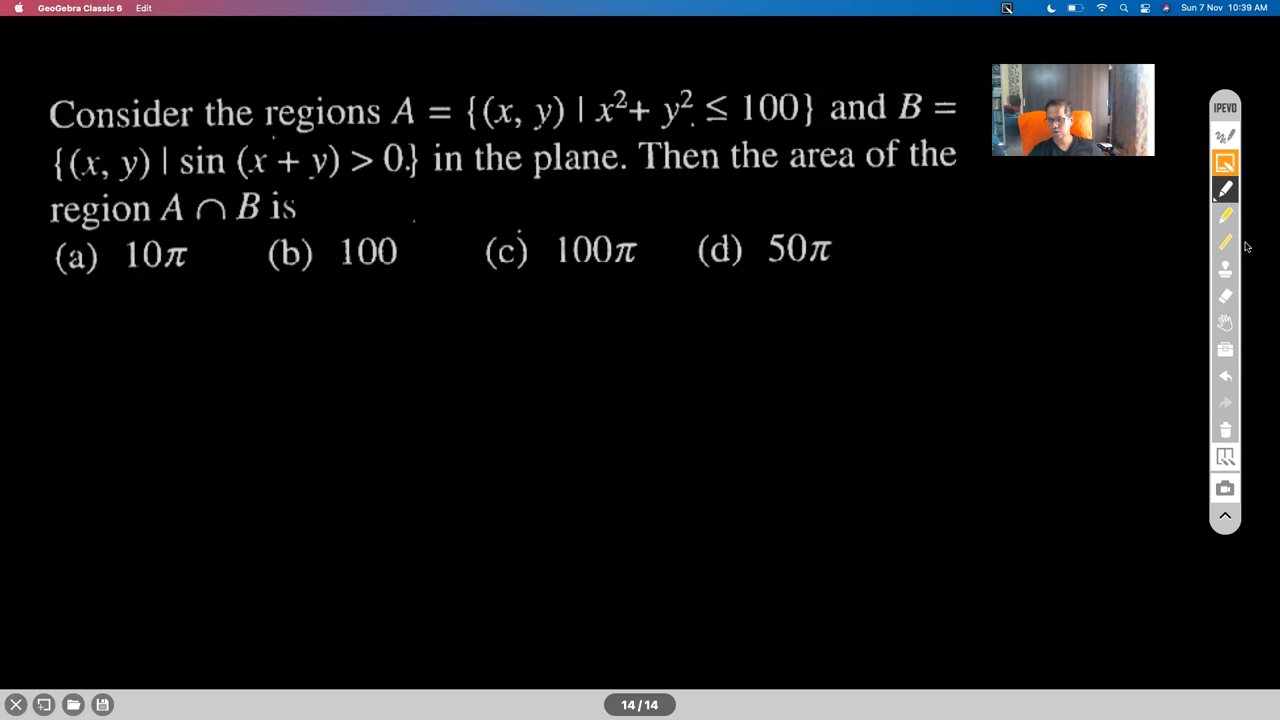 GeoGebra Classic 6 Edit Sun 7 Nov 10:39 AM
Consider the regions A = {(x, y) | x²+ y² ≤ 100} and B =
{(x, y) | sin (x + y) > 0.} in the plane. Then the area of the
region A ∩ B is
(a) 10π (b) 100 (c) 100π (d) 50π
IPEVO
14 / 14